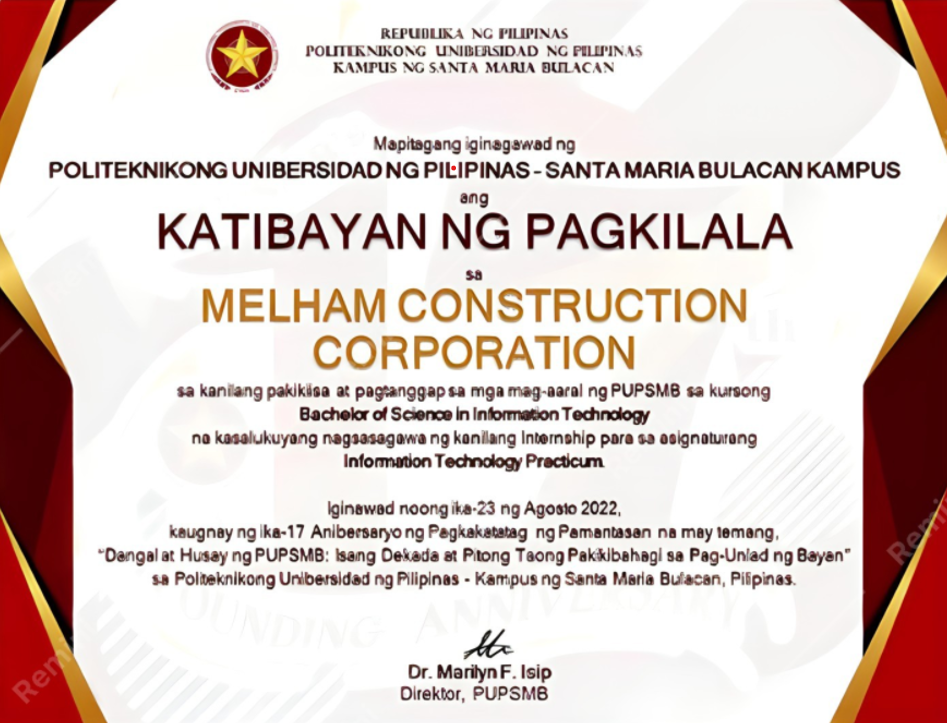 REPUBLIKA NG PILIPINAS
POLITEKNIKONG UNIBERSIDAD NG PILIPINAS
KAMPUS NG SANTA MARIA BULACAN
Mapitagang iginagawad ng
POLITEKNIKONG UNIBERSIDAD NG PILIPINAS - SANTA MARIA BULACAN KAMPUS
ang
KATIBAYAN NG PAGKILALA
sa
MELHAM CONSTRUCTION
CORPORATION
sa kanilang pakikiisa at pagtanggap sa mga mag-aaral ng PUPSMB sa kursong
Bachelor of Science in Information Technology
na kasalukuyang nagsasagawa ng kanilang Internship para sa asignaturang
Information Technology Practicum.
Iginawad noong ika-23 ng Agosto 2022,
kaugnay ng ika-17 Anibersaryo ng Pagkakatatag ng Pamantasan na may temang,
"Dangal at Husay ng PUPSMB: Isang Dekada at Pitong Taong Pakikibahagi sa Pag-Unlad ng Bayan"
sa Politeknikong Unibersidad ng Pilipinas - Kampus ng Santa Maria Bulacan, Pilipinas.
FOUNDING ANNIVERSARY
Dr. Marilyn F. Isip
Direktor, PUPSMB
Remi
Remi